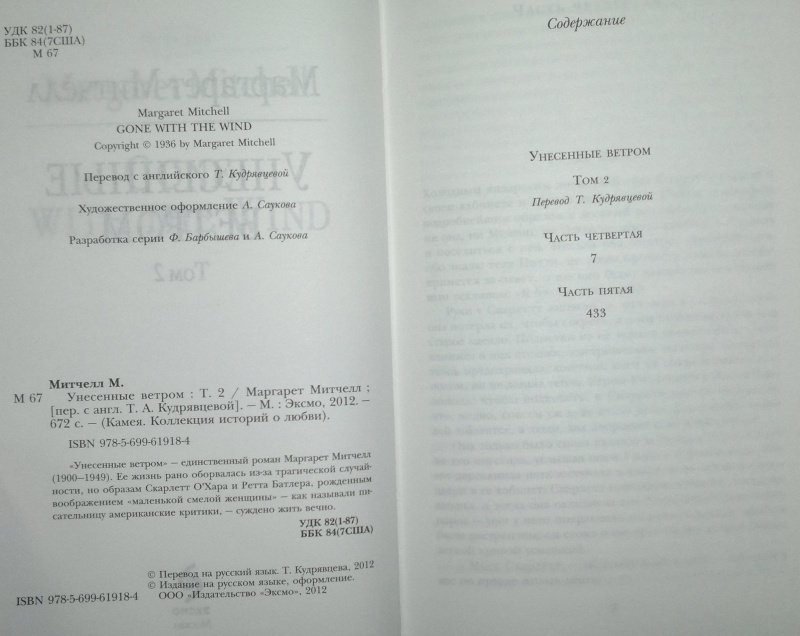 УДК 82(1-87)
ББК 84(7США)
М 67
Margaret Mitchell
GONE WITH THE WIND
Copyright © 1936 by Margaret Mitchell
Перевод с английского Т. Кудрявцевой
Художественное оформление А. Саукова
Разработка серии Ф. Барбышева и А. Саукова
Митчелл М.
М 67 Унесенные ветром : Т. 2 / Маргарет Митчелл ;
[пер. с англ. Т. А. Кудрявцевой]. – М. : Эксмо, 2012. –
672 с. – (Камея. Коллекция историй о любви).
ISBN 978-5-699-61918-4
«Унесенные ветром» – единственный роман Маргарет Митчелл
(1900–1949). Ее жизнь рано оборвалась из-за трагической случай-
ности, но образам Скарлетт О'Хара и Ретта Батлера, рожденным
воображением «маленькой смелой женщины» – как называли пи-
сательницу американские критики, – суждено жить вечно.
УДК 82(1-87)
ББК 84(7США)
© Перевод на русский язык. Т. Кудрявцева, 2012
© Издание на русском языке, оформление.
ISBN 978-5-699-61918-4 ООО «Издательство «Эксмо», 2012
Содержание
УНЕСЕННЫЕ ВЕТРОМ
ТОМ 2
Перевод Т. Кудрявцевой
ЧАСТЬ ЧЕТВЕРТАЯ
7
ЧАСТЬ ПЯТАЯ
433